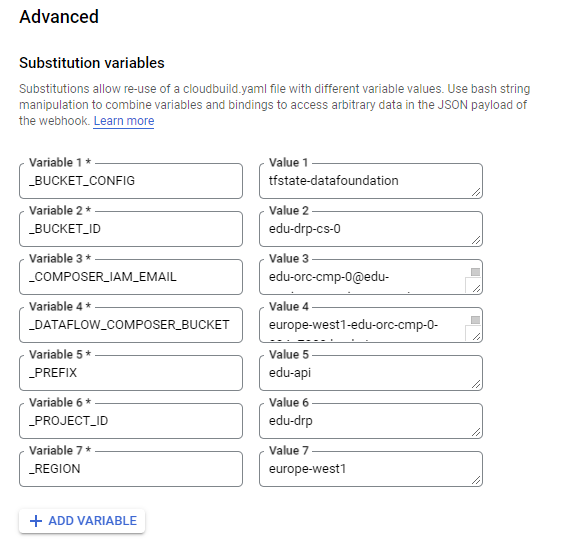 Advanced
Substitution variables
Substitutions allow re-use of a cloudbuild.yaml file with different variable values. Use bash string
manipulation to combine variables and bindings to access arbitrary data in the JSON payload of
the webhook. Learn more
Variable 1 * Value 1
_BUCKET_CONFIG tfstate-datafoundation
Variable 2 * Value 2
_BUCKET_ID edu-drp-cs-0
Variable 3 * Value 3
_COMPOSER_IAM_EMAIL edu-orc-cmp-0@edu-
Variable 4 * Value 4
_DATAFLOW_COMPOSER_BUCKET europe-west1-edu-orc-cmp-0-
Variable 5 * Value 5
_PREFIX edu-api
Variable 6 * Value 6
_PROJECT_ID edu-drp
Variable 7 * Value 7
_REGION europe-west1
+ ADD VARIABLE